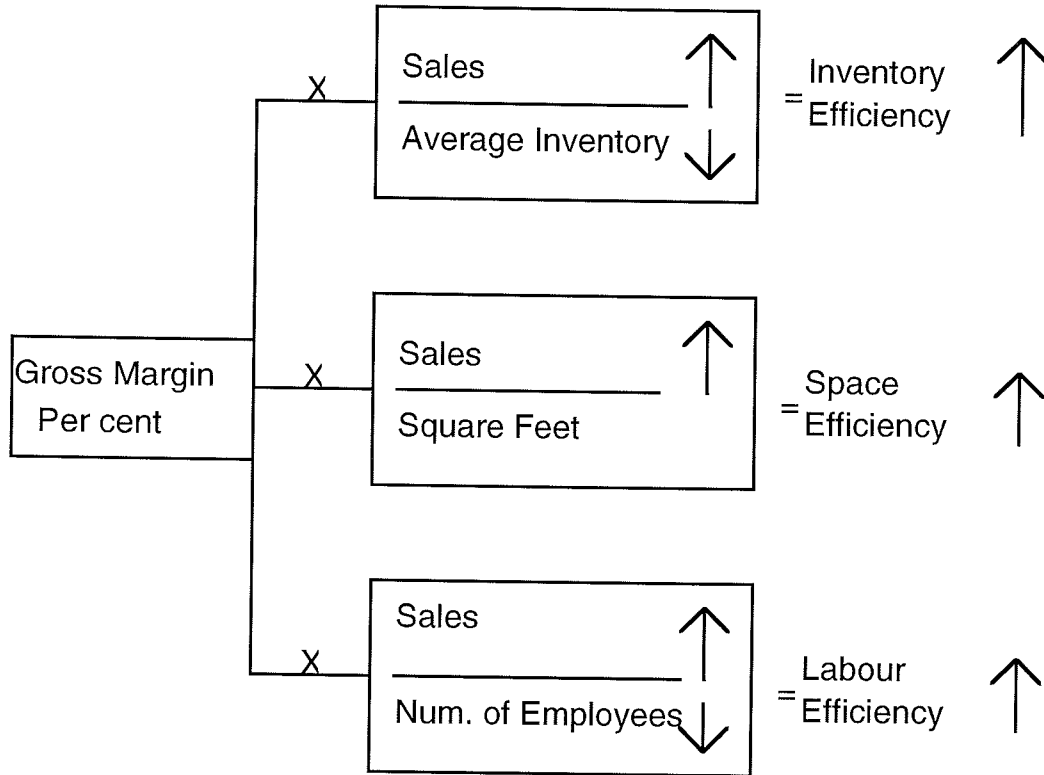 Gross Margin
Per cent
X
Sales
Average Inventory
= Inventory
Efficiency
X
Sales
Square Feet
= Space
Efficiency
X
Sales
Num. of Employees
= Labour
Efficiency